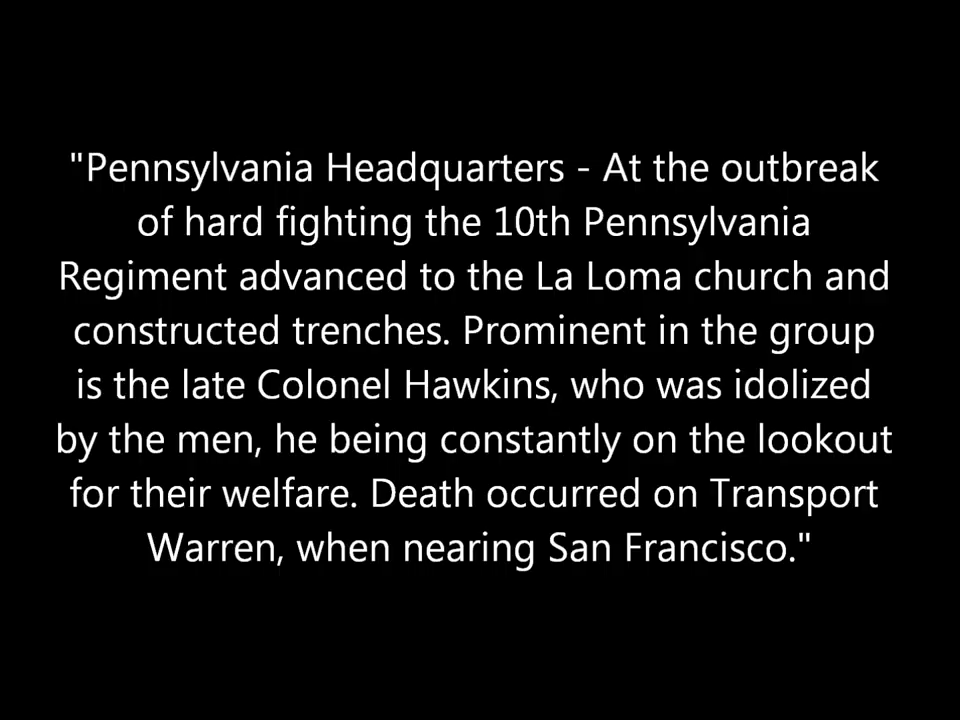 "Pennsylvania Headquarters - At the outbreak
of hard fighting the 10th Pennsylvania
Regiment advanced to the La Loma church and
constructed trenches. Prominent in the group
is the late Colonel Hawkins, who was idolized
by the men, he being constantly on the lookout
for their welfare. Death occurred on Transport
Warren, when nearing San Francisco."